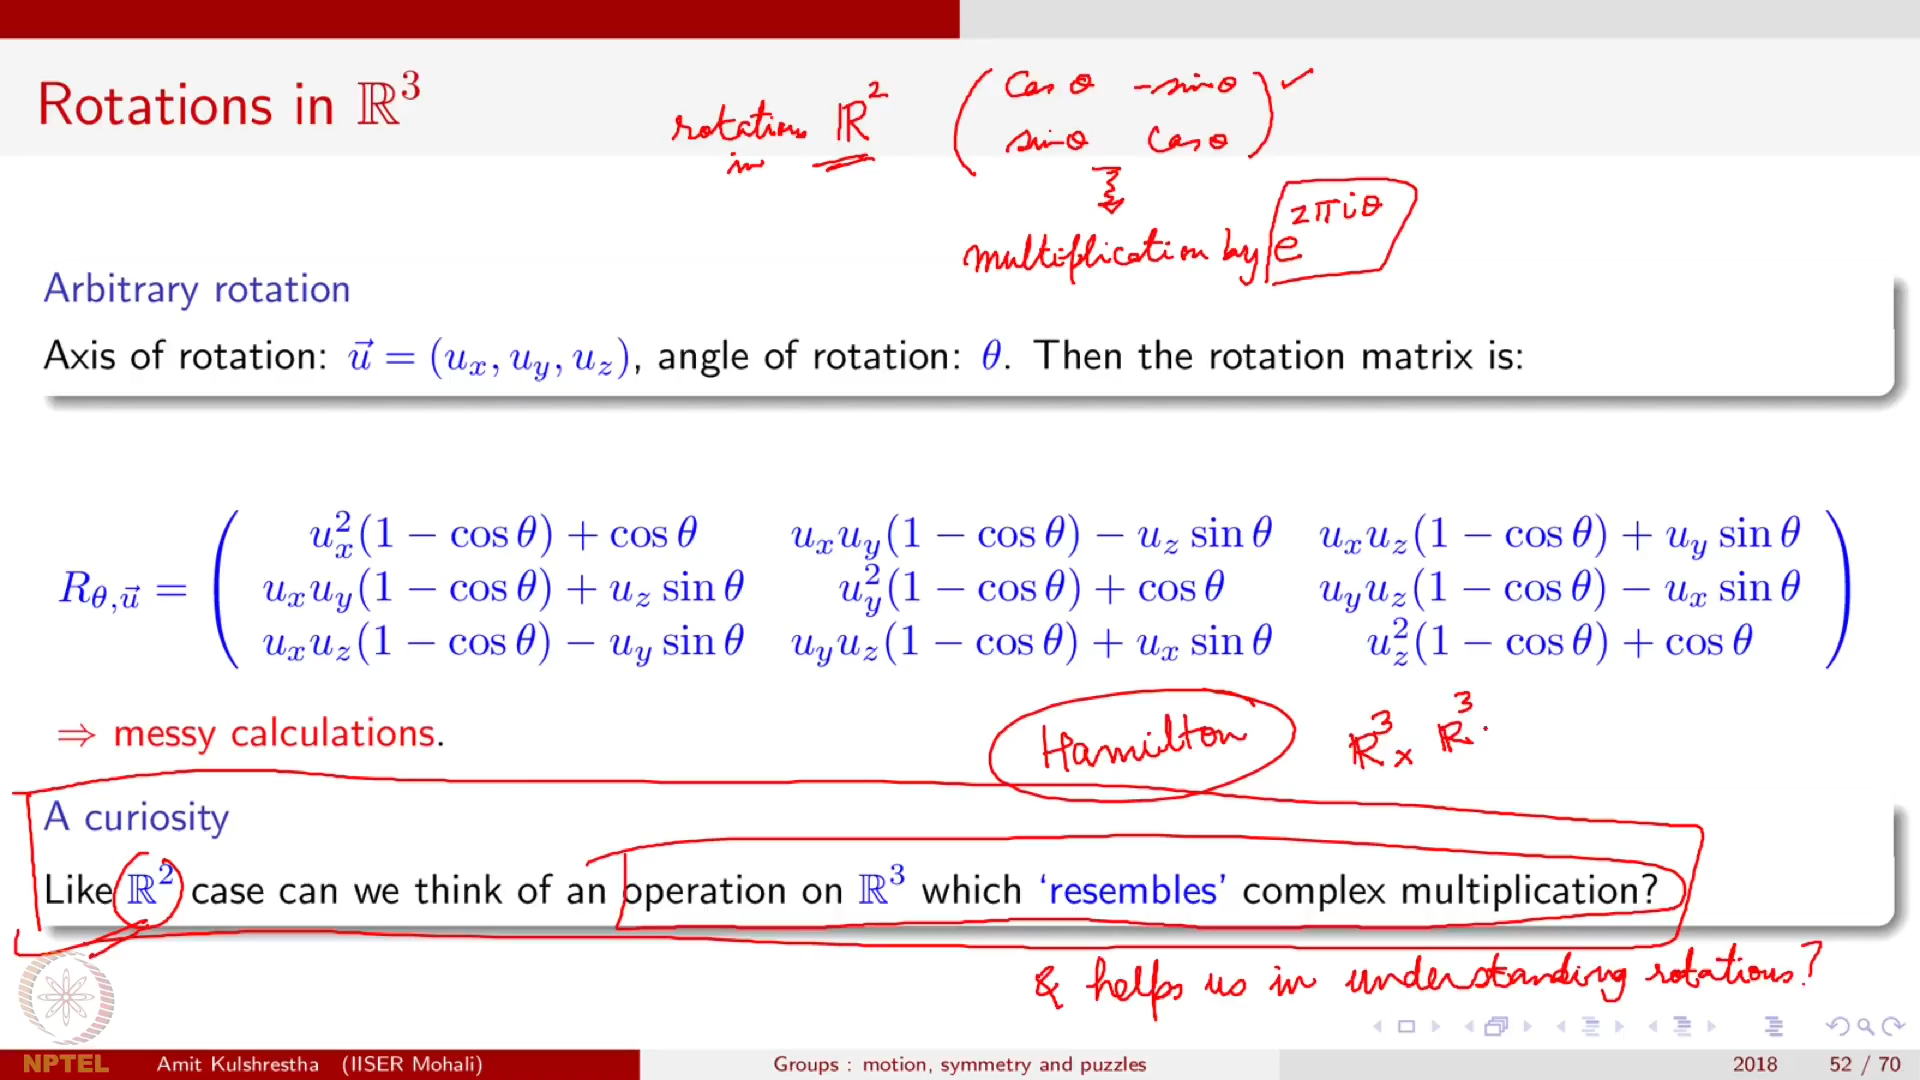 Rotations in ℝ³
rotations in ℝ²
( cos θ  -sin θ
sin θ  cos θ ) ✓
multiplication by e^{2πiθ}
Arbitrary rotation
Axis of rotation: u⃗ = (u_x, u_y, u_z), angle of rotation: θ. Then the rotation matrix is:
u_x²(1 − cos θ) + cos θ  u_x u_y(1 − cos θ) − u_z sin θ  u_x u_z(1 − cos θ) + u_y sin θ
R_{θ,u⃗} =  u_x u_y(1 − cos θ) + u_z sin θ  u_y²(1 − cos θ) + cos θ  u_y u_z(1 − cos θ) − u_x sin θ
u_x u_z(1 − cos θ) − u_y sin θ  u_y u_z(1 − cos θ) + u_x sin θ  u_z²(1 − cos θ) + cos θ
⇒ messy calculations.
Hamilton
ℝ³ × ℝ³
A curiosity
Like ℝ² case can we think of an operation on ℝ³ which ‘resembles’ complex multiplication?
& helps us in understanding rotations?
NPTEL
Amit Kulshrestha (IISER Mohali)
Groups : motion, symmetry and puzzles
2018
52 / 70